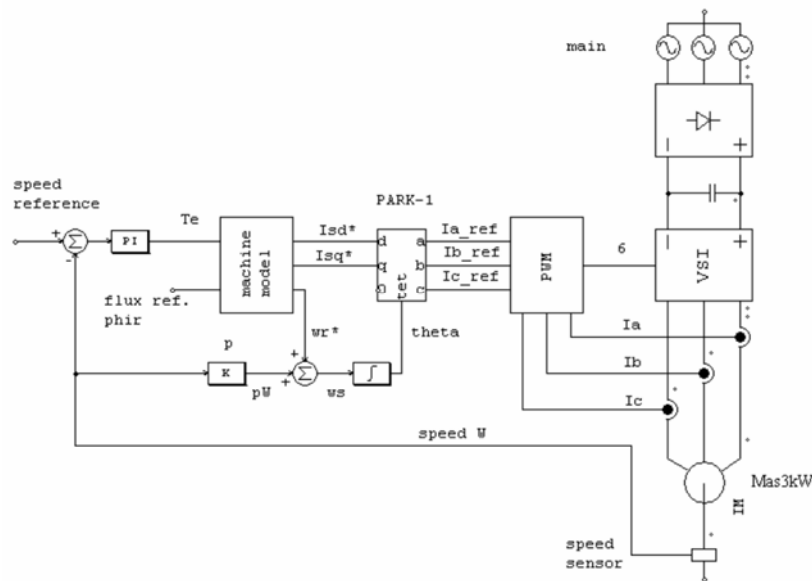 main
speed
reference
PARK-1
Te
PI
machine
model
Isd*
Isq*
d
q
o
tet
a
b
c
Ia_ref
Ib_ref
Ic_ref
PWM
6
VSI
flux ref.
phir
wr*
theta
Ia
p
K
pW
Σ
ws
∫
Ib
Ic
speed W
Mas3kW
IM
speed
sensor